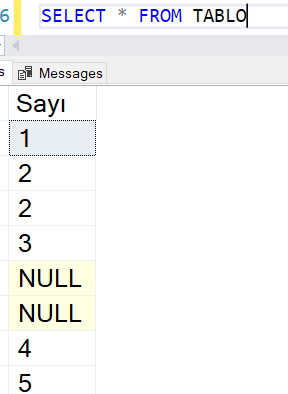 6 SELECT * FROM TABLO
s Messages
Sayı
1
2
2
3
NULL
NULL
4
5